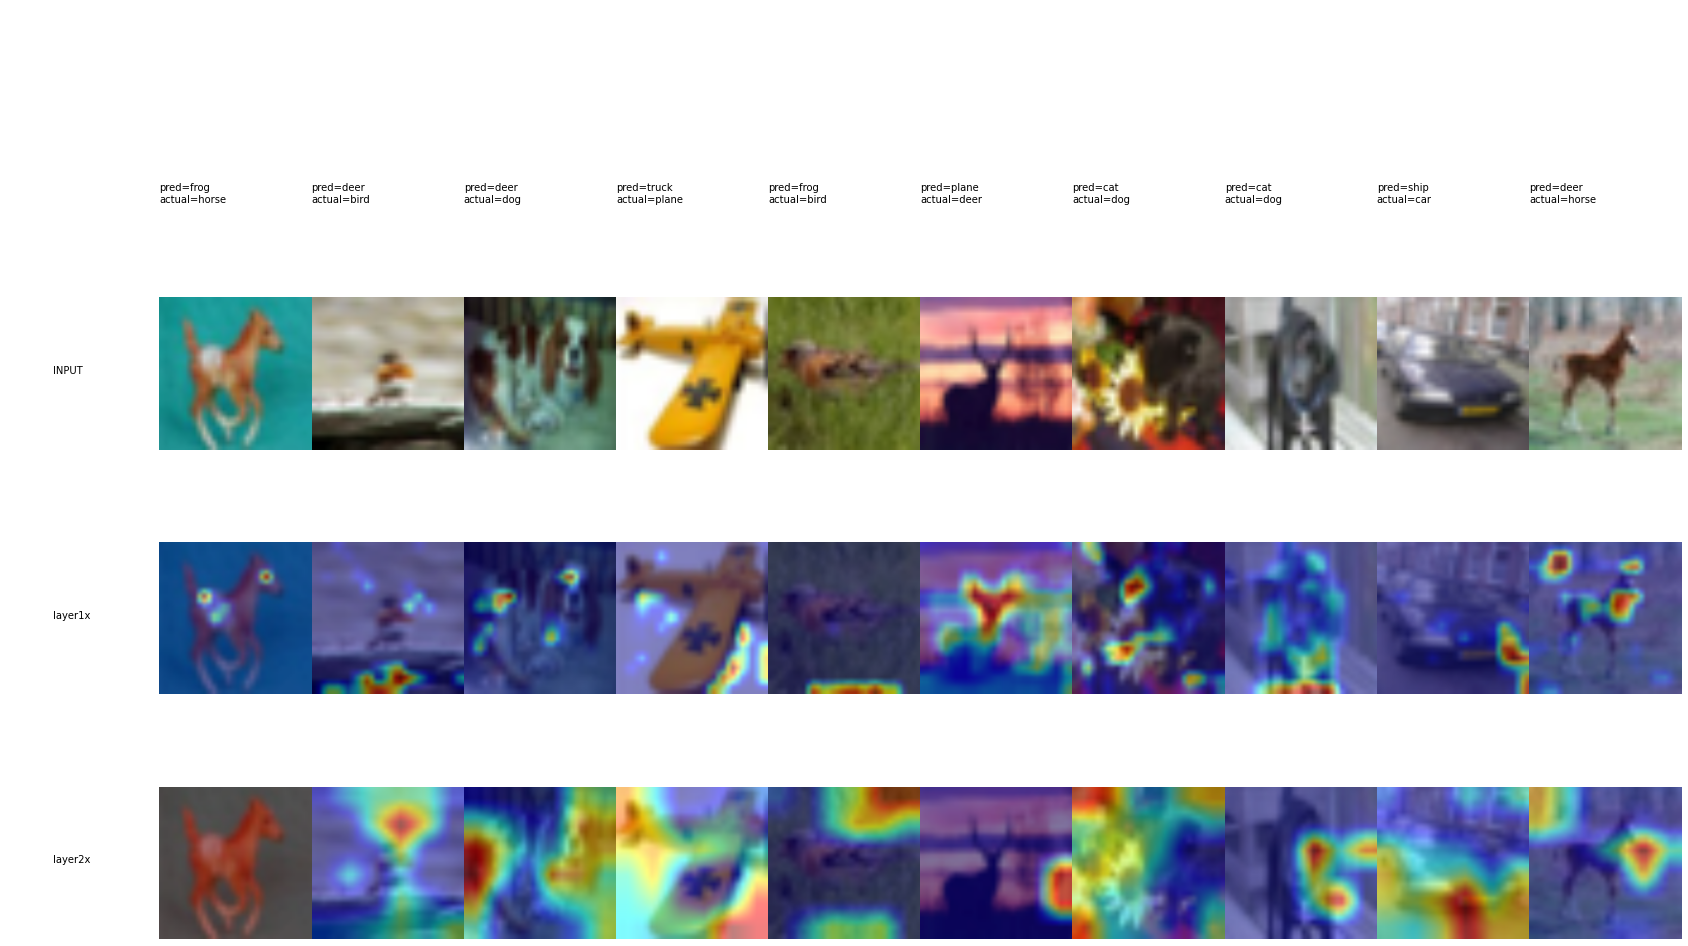 pred=frog
actual=horse
pred=deer
actual=bird
pred=deer
actual=dog
pred=truck
actual=plane
pred=frog
actual=bird
pred=plane
actual=deer
pred=cat
actual=dog
pred=cat
actual=dog
pred=ship
actual=car
pred=deer
actual=horse
INPUT
layer1x
layer2x